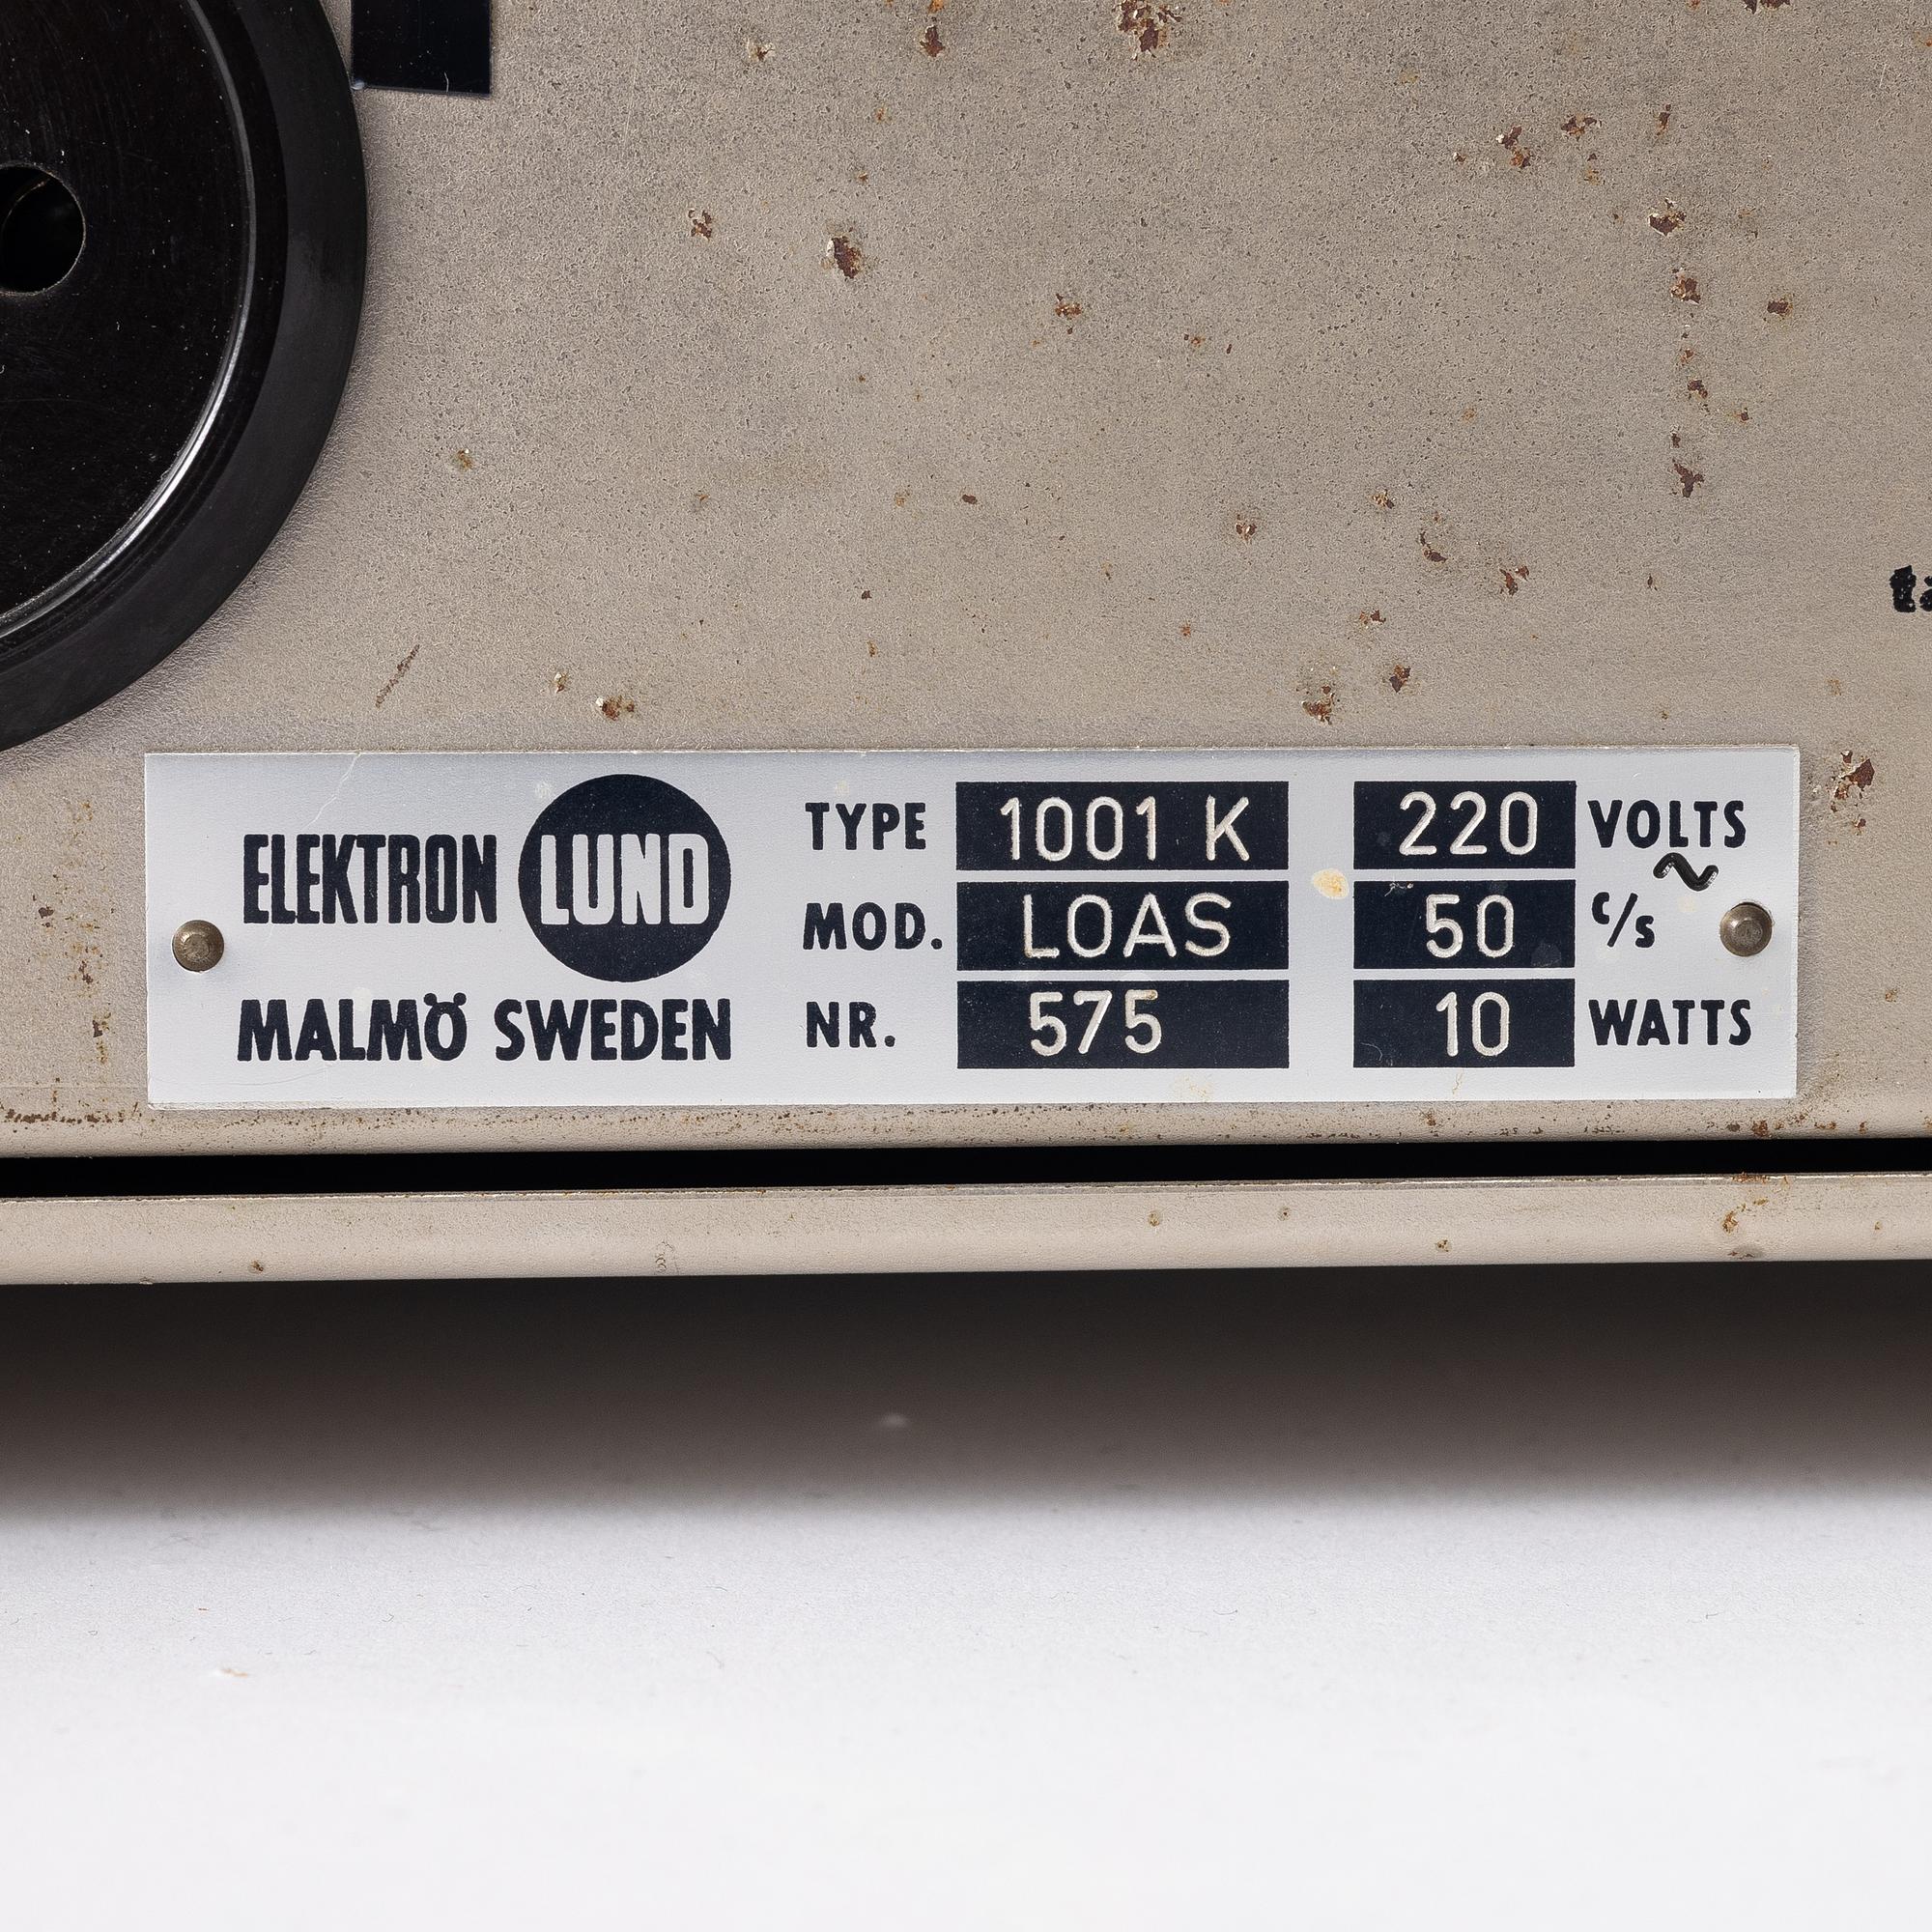 ELEKTRON LUND
MALMÖ SWEDEN
TYPE 1001 K 220 VOLTS ~
MOD. LOAS 50 c/s
NR. 575 10 WATTS